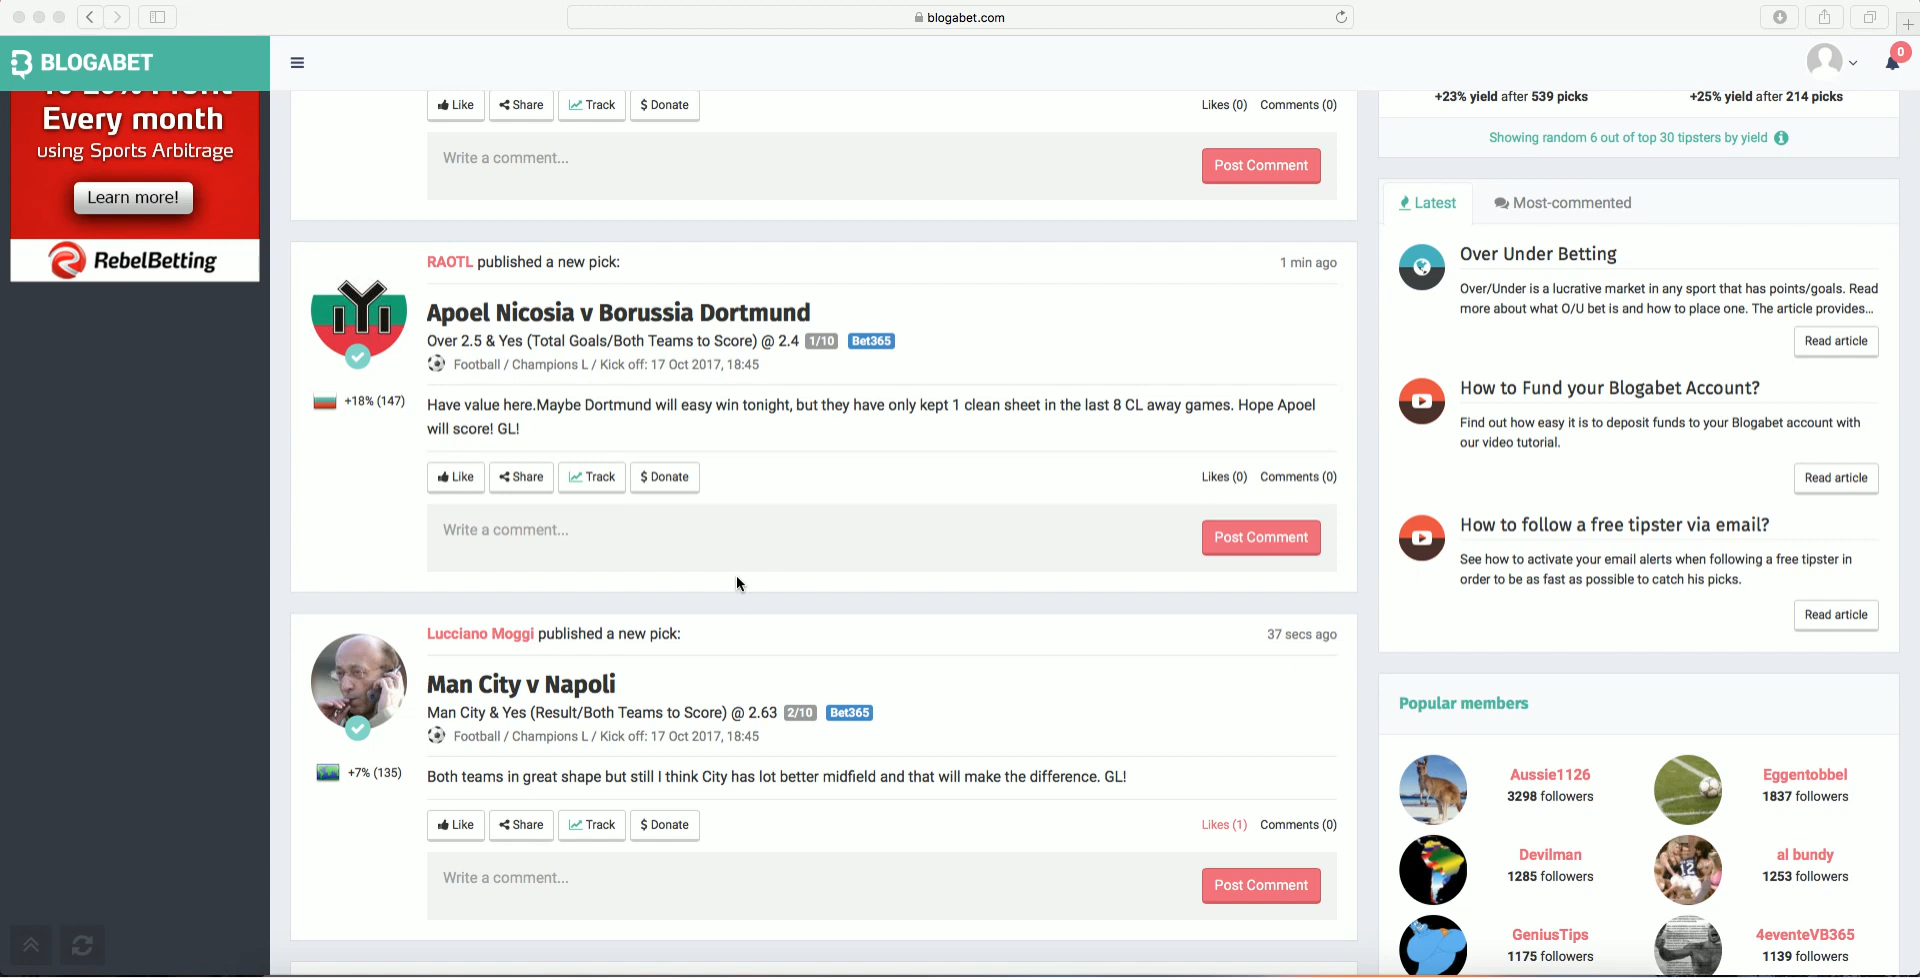 blogabet.com
BLOGABET
0
Every month
using Sports Arbitrage
Learn more!
RebelBetting
Like
Share
Track
$ Donate
Likes (0)
Comments (0)
Write a comment...
Post Comment
RAOTL published a new pick:
1 min ago
Apoel Nicosia v Borussia Dortmund
Over 2.5 & Yes (Total Goals/Both Teams to Score) @ 2.4 1/10 Bet365
Football / Champions L / Kick off: 17 Oct 2017, 18:45
+18% (147)
Have value here.Maybe Dortmund will easy win tonight, but they have only kept 1 clean sheet in the last 8 CL away games. Hope Apoel
will score! GL!
Like
Share
Track
$ Donate
Likes (0)
Comments (0)
Write a comment...
Post Comment
Lucciano Moggi published a new pick:
37 secs ago
Man City v Napoli
Man City & Yes (Result/Both Teams to Score) @ 2.63 2/10 Bet365
Football / Champions L / Kick off: 17 Oct 2017, 18:45
+7% (135)
Both teams in great shape but still I think City has lot better midfield and that will make the difference. GL!
Like
Share
Track
$ Donate
Likes (1)
Comments (0)
Write a comment...
Post Comment
+23% yield after 539 picks
+25% yield after 214 picks
Showing random 6 out of top 30 tipsters by yield
Latest
Most-commented
Over Under Betting
Over/Under is a lucrative market in any sport that has points/goals. Read
more about what O/U bet is and how to place one. The article provides...
Read article
How to Fund your Blogabet Account?
Find out how easy it is to deposit funds to your Blogabet account with
our video tutorial.
Read article
How to follow a free tipster via email?
See how to activate your email alerts when following a free tipster in
order to be as fast as possible to catch his picks.
Read article
Popular members
Aussie1126
3298 followers
Eggentobbel
1837 followers
Devilman
1285 followers
al bundy
1253 followers
GeniusTips
1175 followers
4eventeVB365
1139 followers